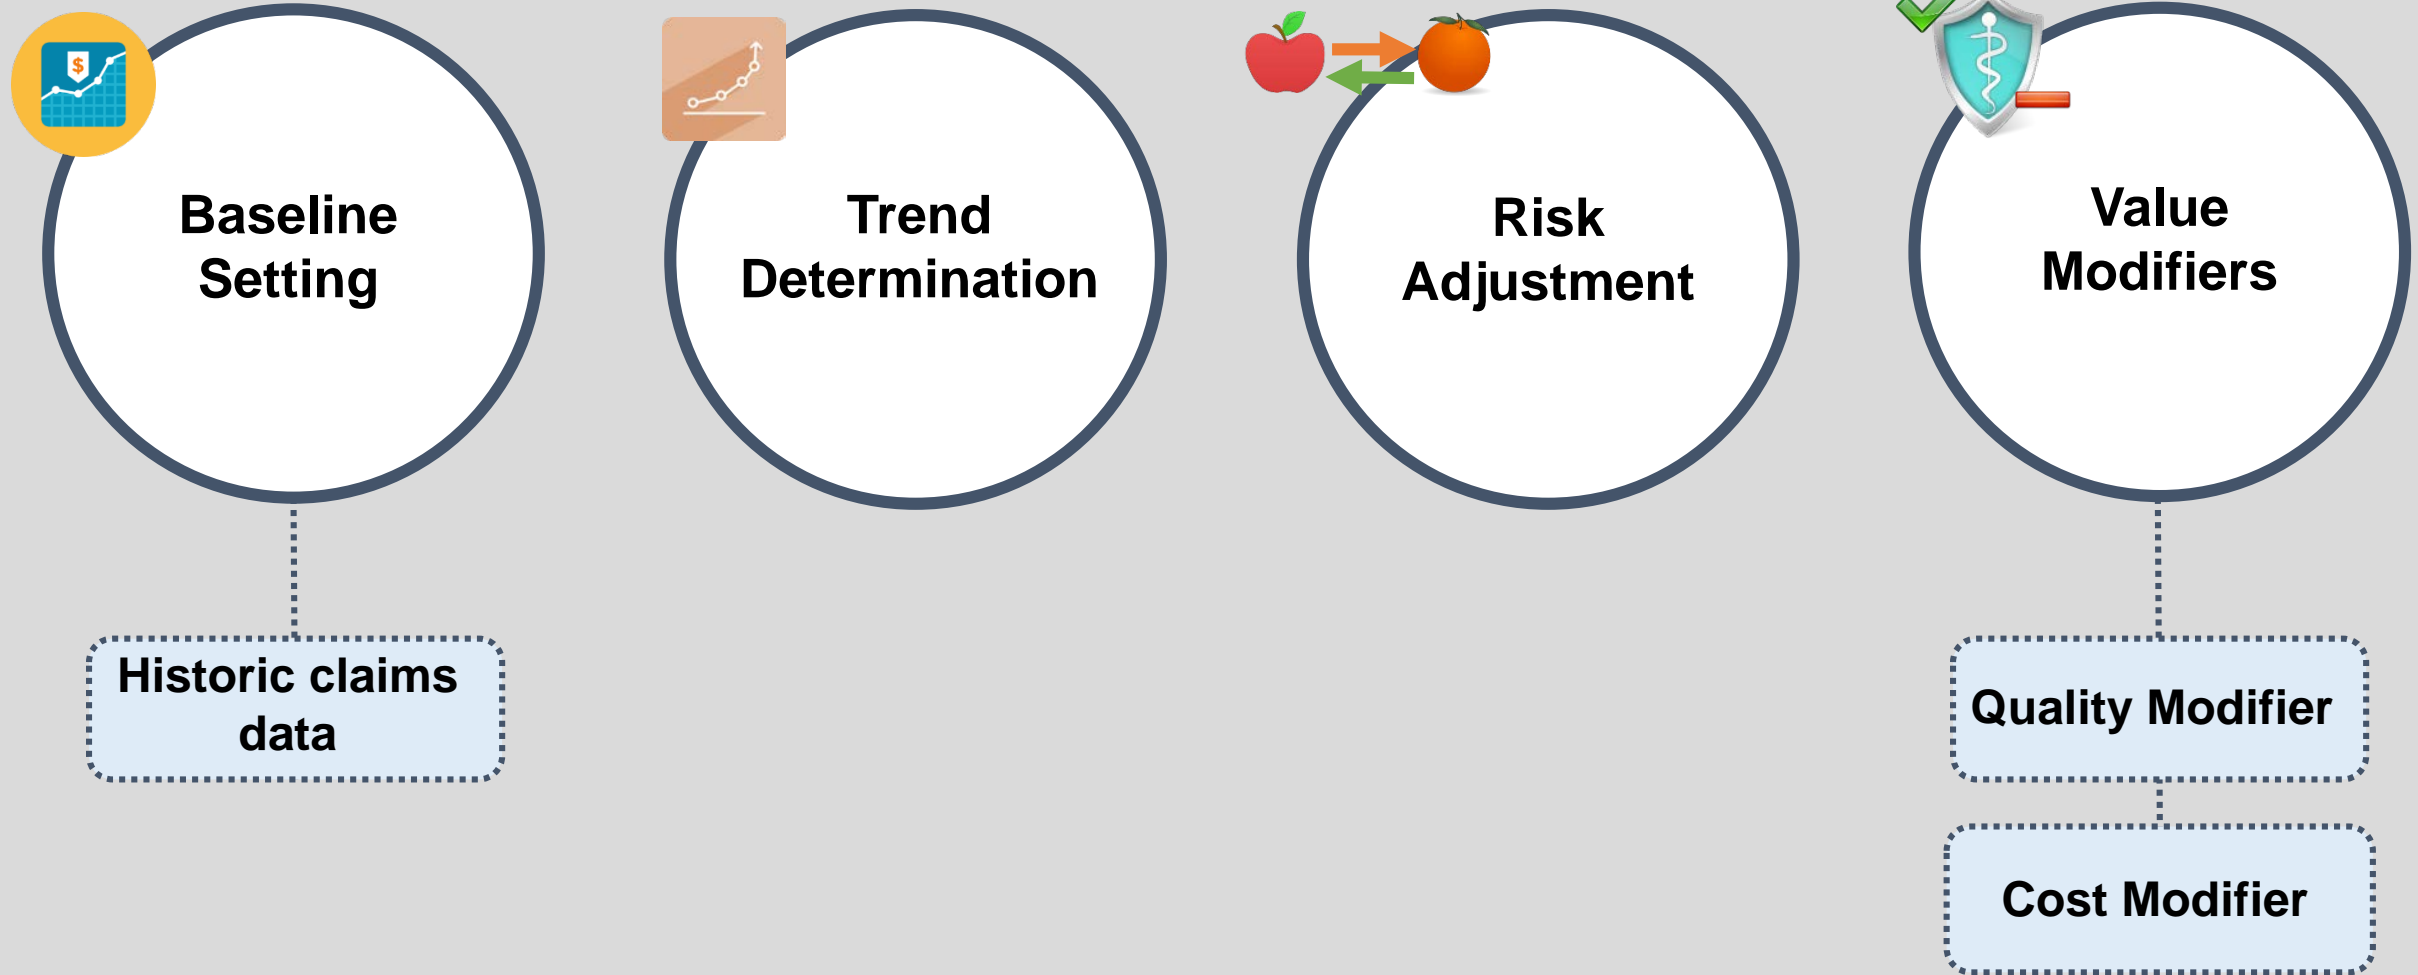 $
Baseline
Setting
Trend
Determination
Risk
Adjustment
Value
Modifiers
Historic claims
data
Quality Modifier
Cost Modifier